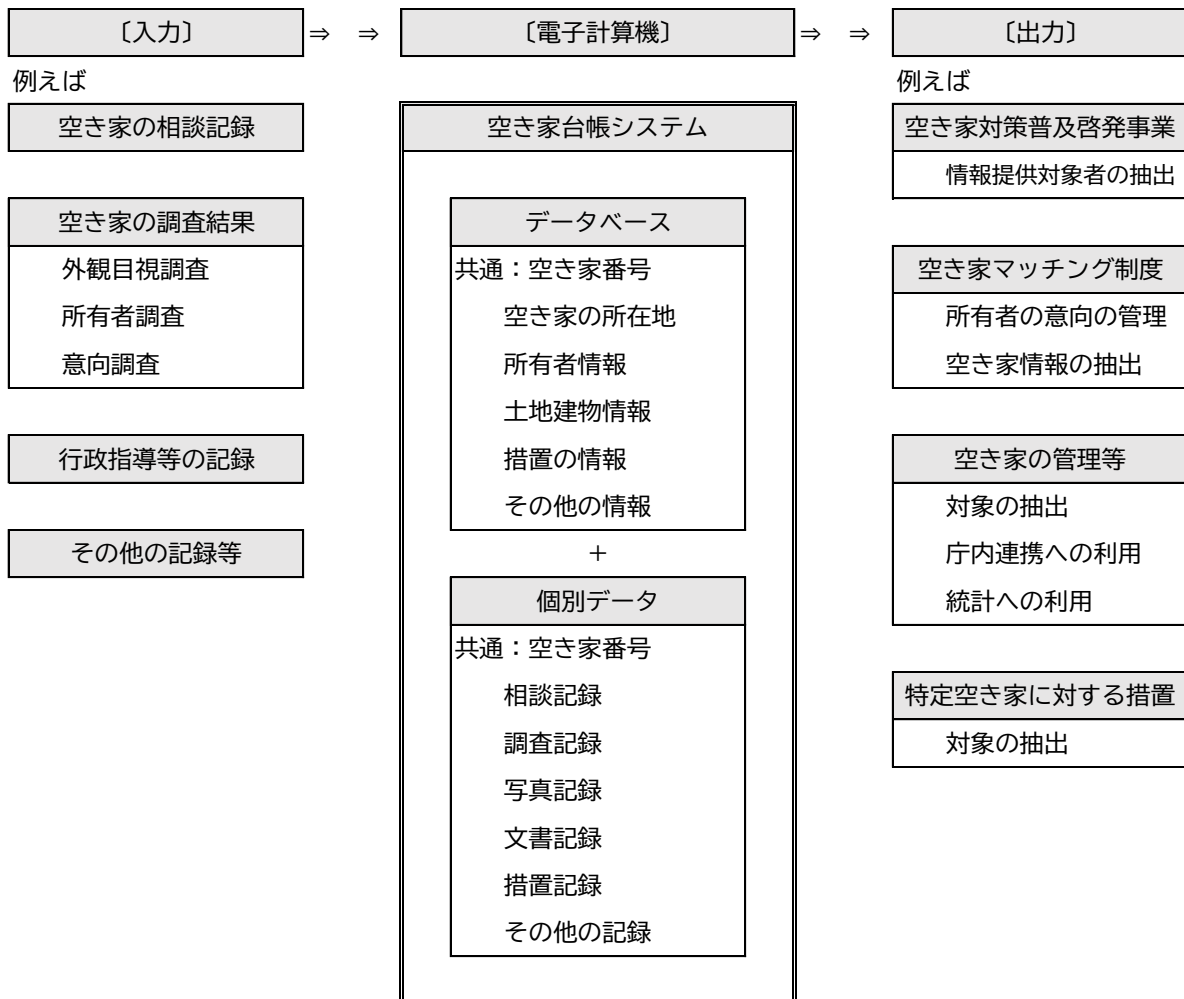 〔入力〕
⇒ ⇒
〔電子計算機〕
⇒ ⇒
〔出力〕
例えば
空き家の相談記録
空き家の調査結果
外観目視調査
所有者調査
意向調査
行政指導等の記録
その他の記録等
空き家台帳システム
データベース
共通：空き家番号
空き家の所在地
所有者情報
土地建物情報
措置の情報
その他の情報
＋
個別データ
共通：空き家番号
相談記録
調査記録
写真記録
文書記録
措置記録
その他の記録
例えば
空き家対策普及啓発事業
情報提供対象者の抽出
空き家マッチング制度
所有者の意向の管理
空き家情報の抽出
空き家の管理等
対象の抽出
庁内連携への利用
統計への利用
特定空き家に対する措置
対象の抽出